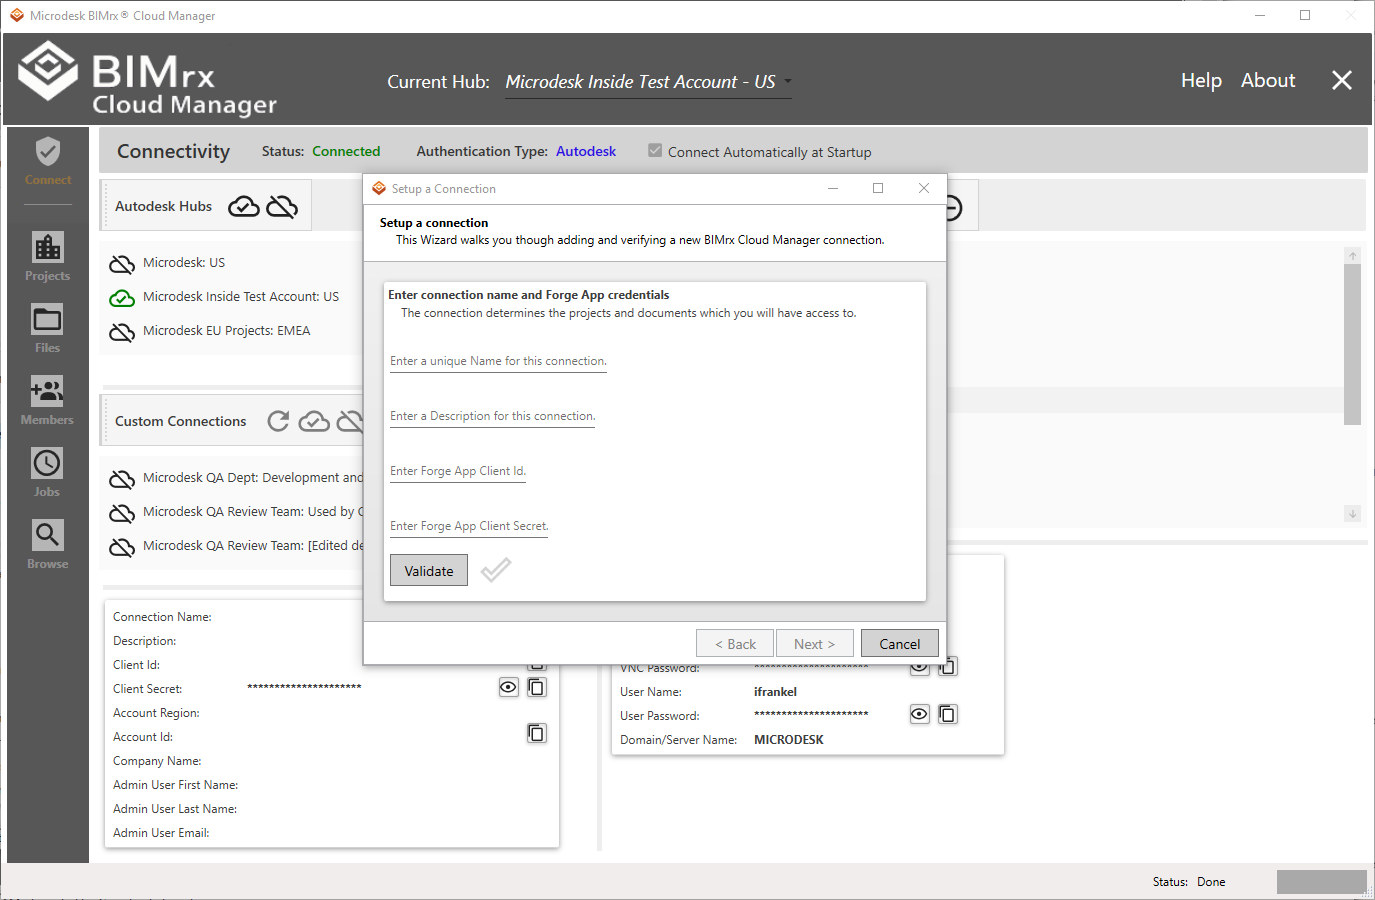 Microdesk BIMrx® Cloud Manager
BIMrx
Cloud Manager
Current Hub: Microdesk Inside Test Account - US
Help About
Connect
Projects
Files
Members
Jobs
Browse
Connectivity Status: Connected Authentication Type: Autodesk Connect Automatically at Startup
Autodesk Hubs
Microdesk: US
Microdesk Inside Test Account: US
Microdesk EU Projects: EMEA
Custom Connections
Microdesk QA Dept: Development and
Microdesk QA Review Team: Used by
Microdesk QA Review Team: [Edited de
Connection Name:
Description:
Client Id:
Client Secret: *********************
Account Region:
Account Id:
Company Name:
Admin User First Name:
Admin User Last Name:
Admin User Email:
Setup a Connection
Setup a connection
This Wizard walks you though adding and verifying a new BIMrx Cloud Manager connection.
Enter connection name and Forge App credentials
The connection determines the projects and documents which you will have access to.
Enter a unique Name for this connection.
Enter a Description for this connection.
Enter Forge App Client Id.
Enter Forge App Client Secret.
Validate
< Back Next > Cancel
VNC Password: *********************
User Name: ifrankel
User Password: *********************
Domain/Server Name: MICRODESK
Status: Done